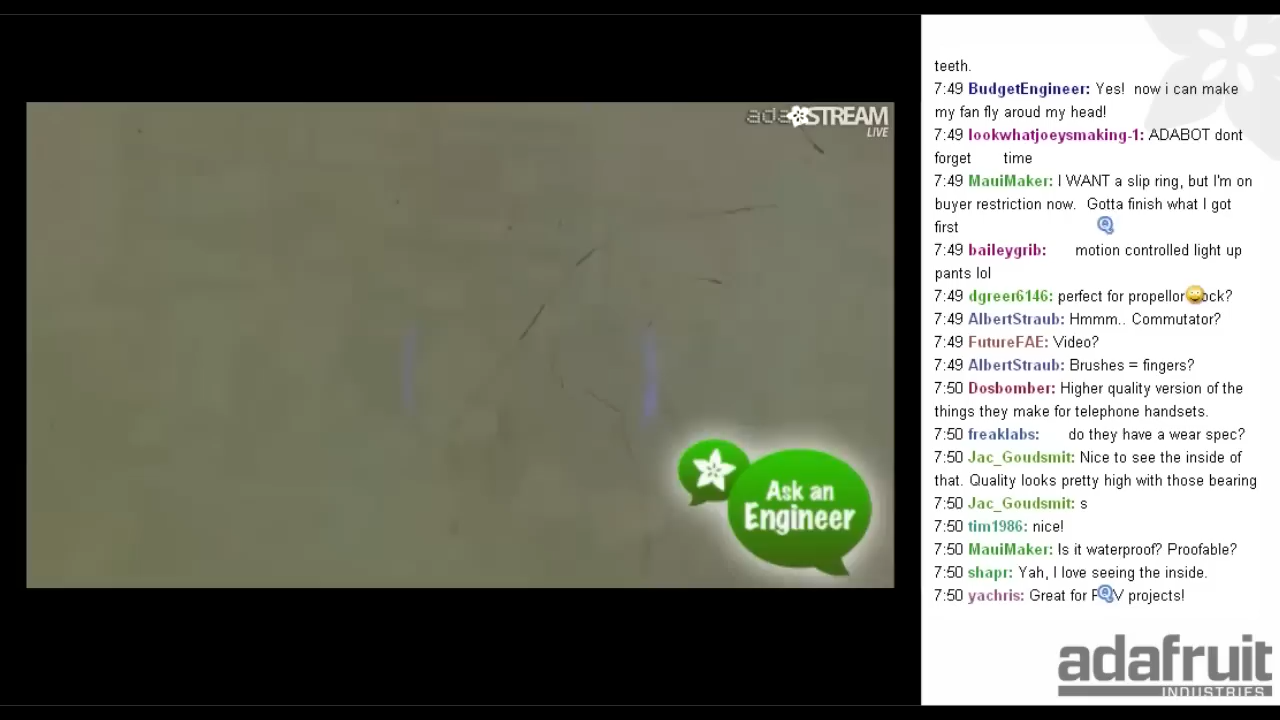 ada STREAM
LIVE
Ask an
Engineer
teeth.
7:49 BudgetEngineer: Yes! now i can make
my fan fly aroud my head!
7:49 lookwhatjoeysmaking-1: ADABOT dont
forget time
7:49 MauiMaker: I WANT a slip ring, but I'm on
buyer restriction now. Gotta finish what I got
first
7:49 baileygrib: motion controlled light up
pants lol
7:49 dgreer6146: perfect for propellor ock?
7:49 AlbertStraub: Hmmm.. Commutator?
7:49 FutureFAE: Video?
7:49 AlbertStraub: Brushes = fingers?
7:50 Dosbomber: Higher quality version of the
things they make for telephone handsets.
7:50 freaklabs: do they have a wear spec?
7:50 Jac_Goudsmit: Nice to see the inside of
that. Quality looks pretty high with those bearing
7:50 Jac_Goudsmit: s
7:50 tim1986: nice!
7:50 MauiMaker: Is it waterproof? Proofable?
7:50 shapr: Yah, I love seeing the inside.
7:50 yachris: Great for P V projects!
adafruit
INDUSTRIES